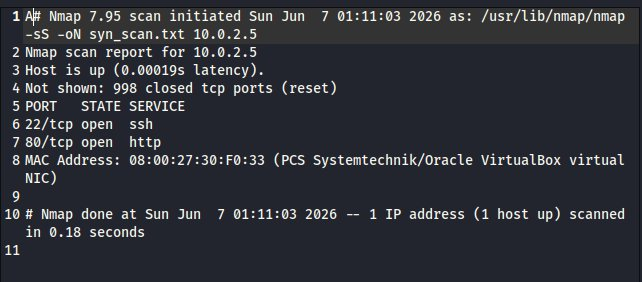 1 A# Nmap 7.95 scan initiated Sun Jun  7 01:11:03 2026 as: /usr/lib/nmap/nmap
-sS -oN syn_scan.txt 10.0.2.5
2 Nmap scan report for 10.0.2.5
3 Host is up (0.00019s latency).
4 Not shown: 998 closed tcp ports (reset)
5 PORT   STATE SERVICE
6 22/tcp open  ssh
7 80/tcp open  http
8 MAC Address: 08:00:27:30:F0:33 (PCS Systemtechnik/Oracle VirtualBox virtual
NIC)
9
10 # Nmap done at Sun Jun  7 01:11:03 2026 -- 1 IP address (1 host up) scanned
in 0.18 seconds
11